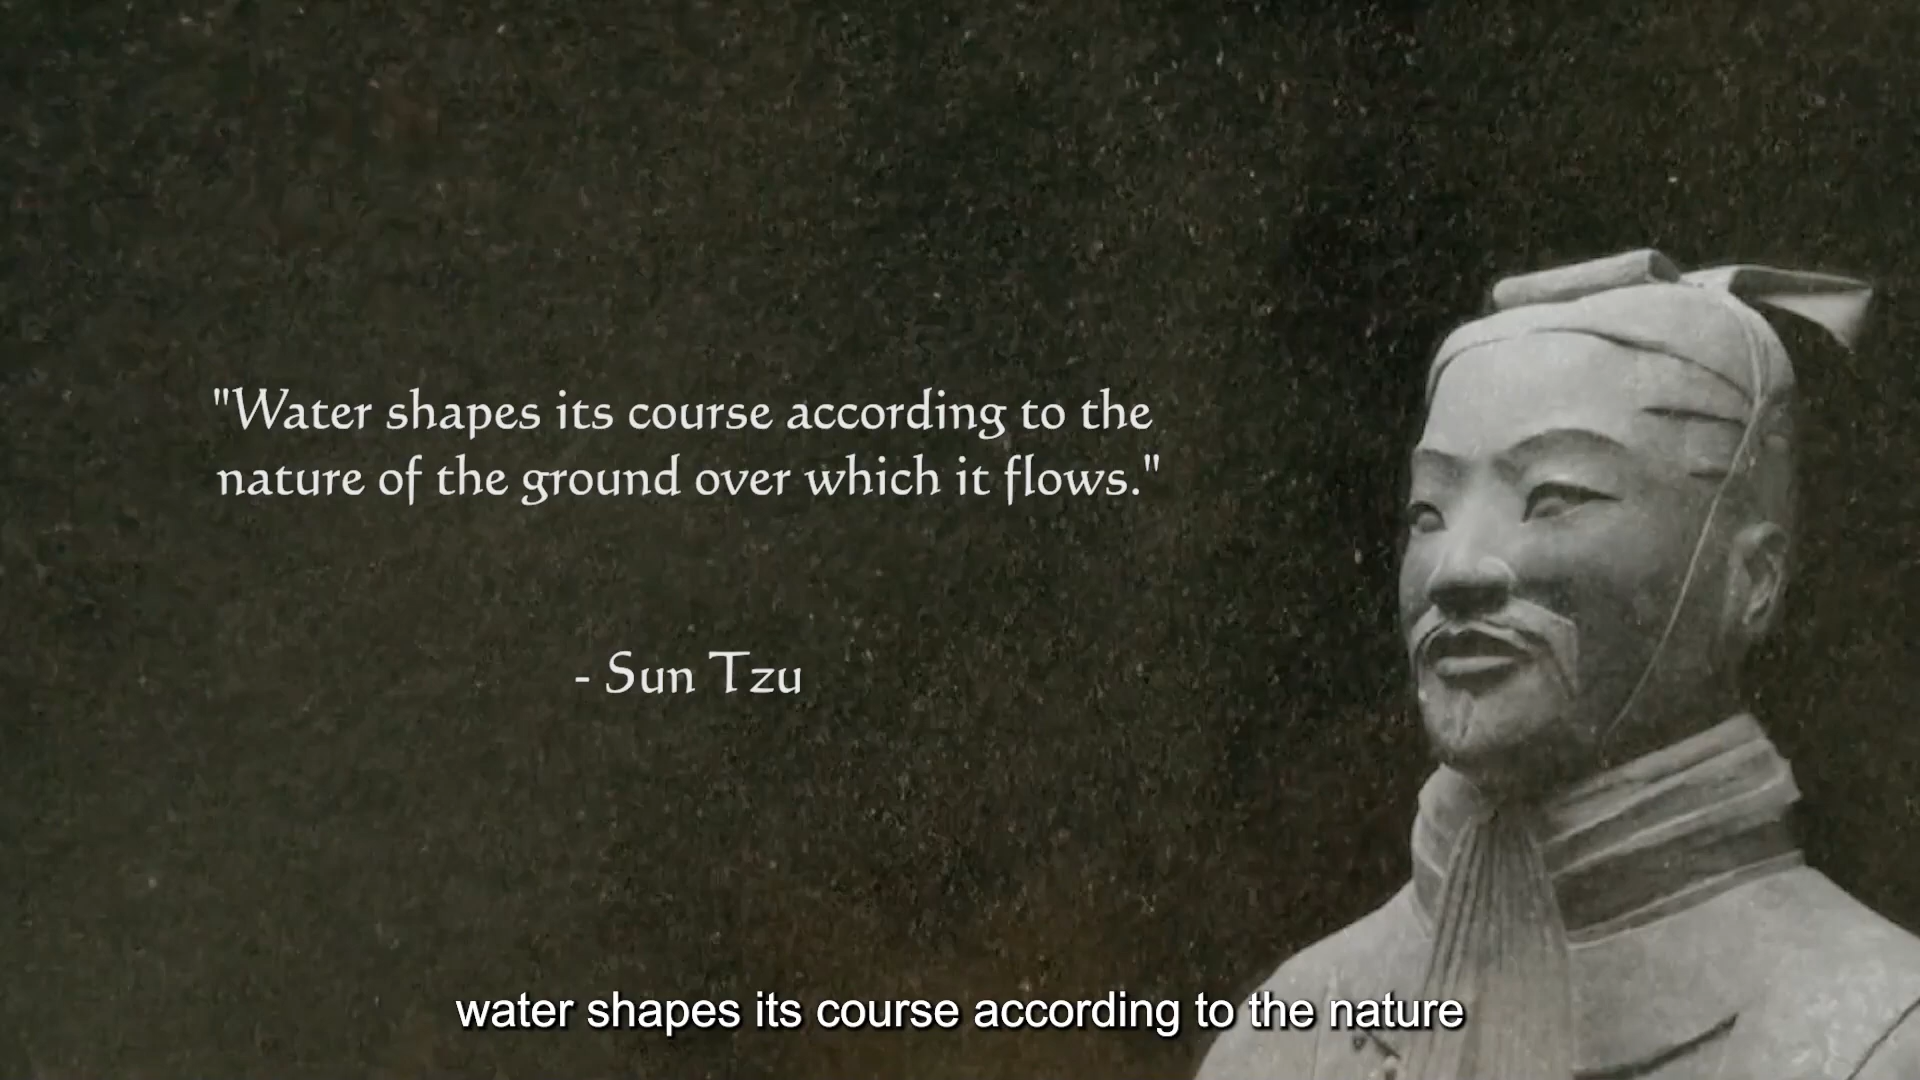 "Water shapes its course according to the
nature of the ground over which it flows."
- Sun Tzu
water shapes its course according to the nature